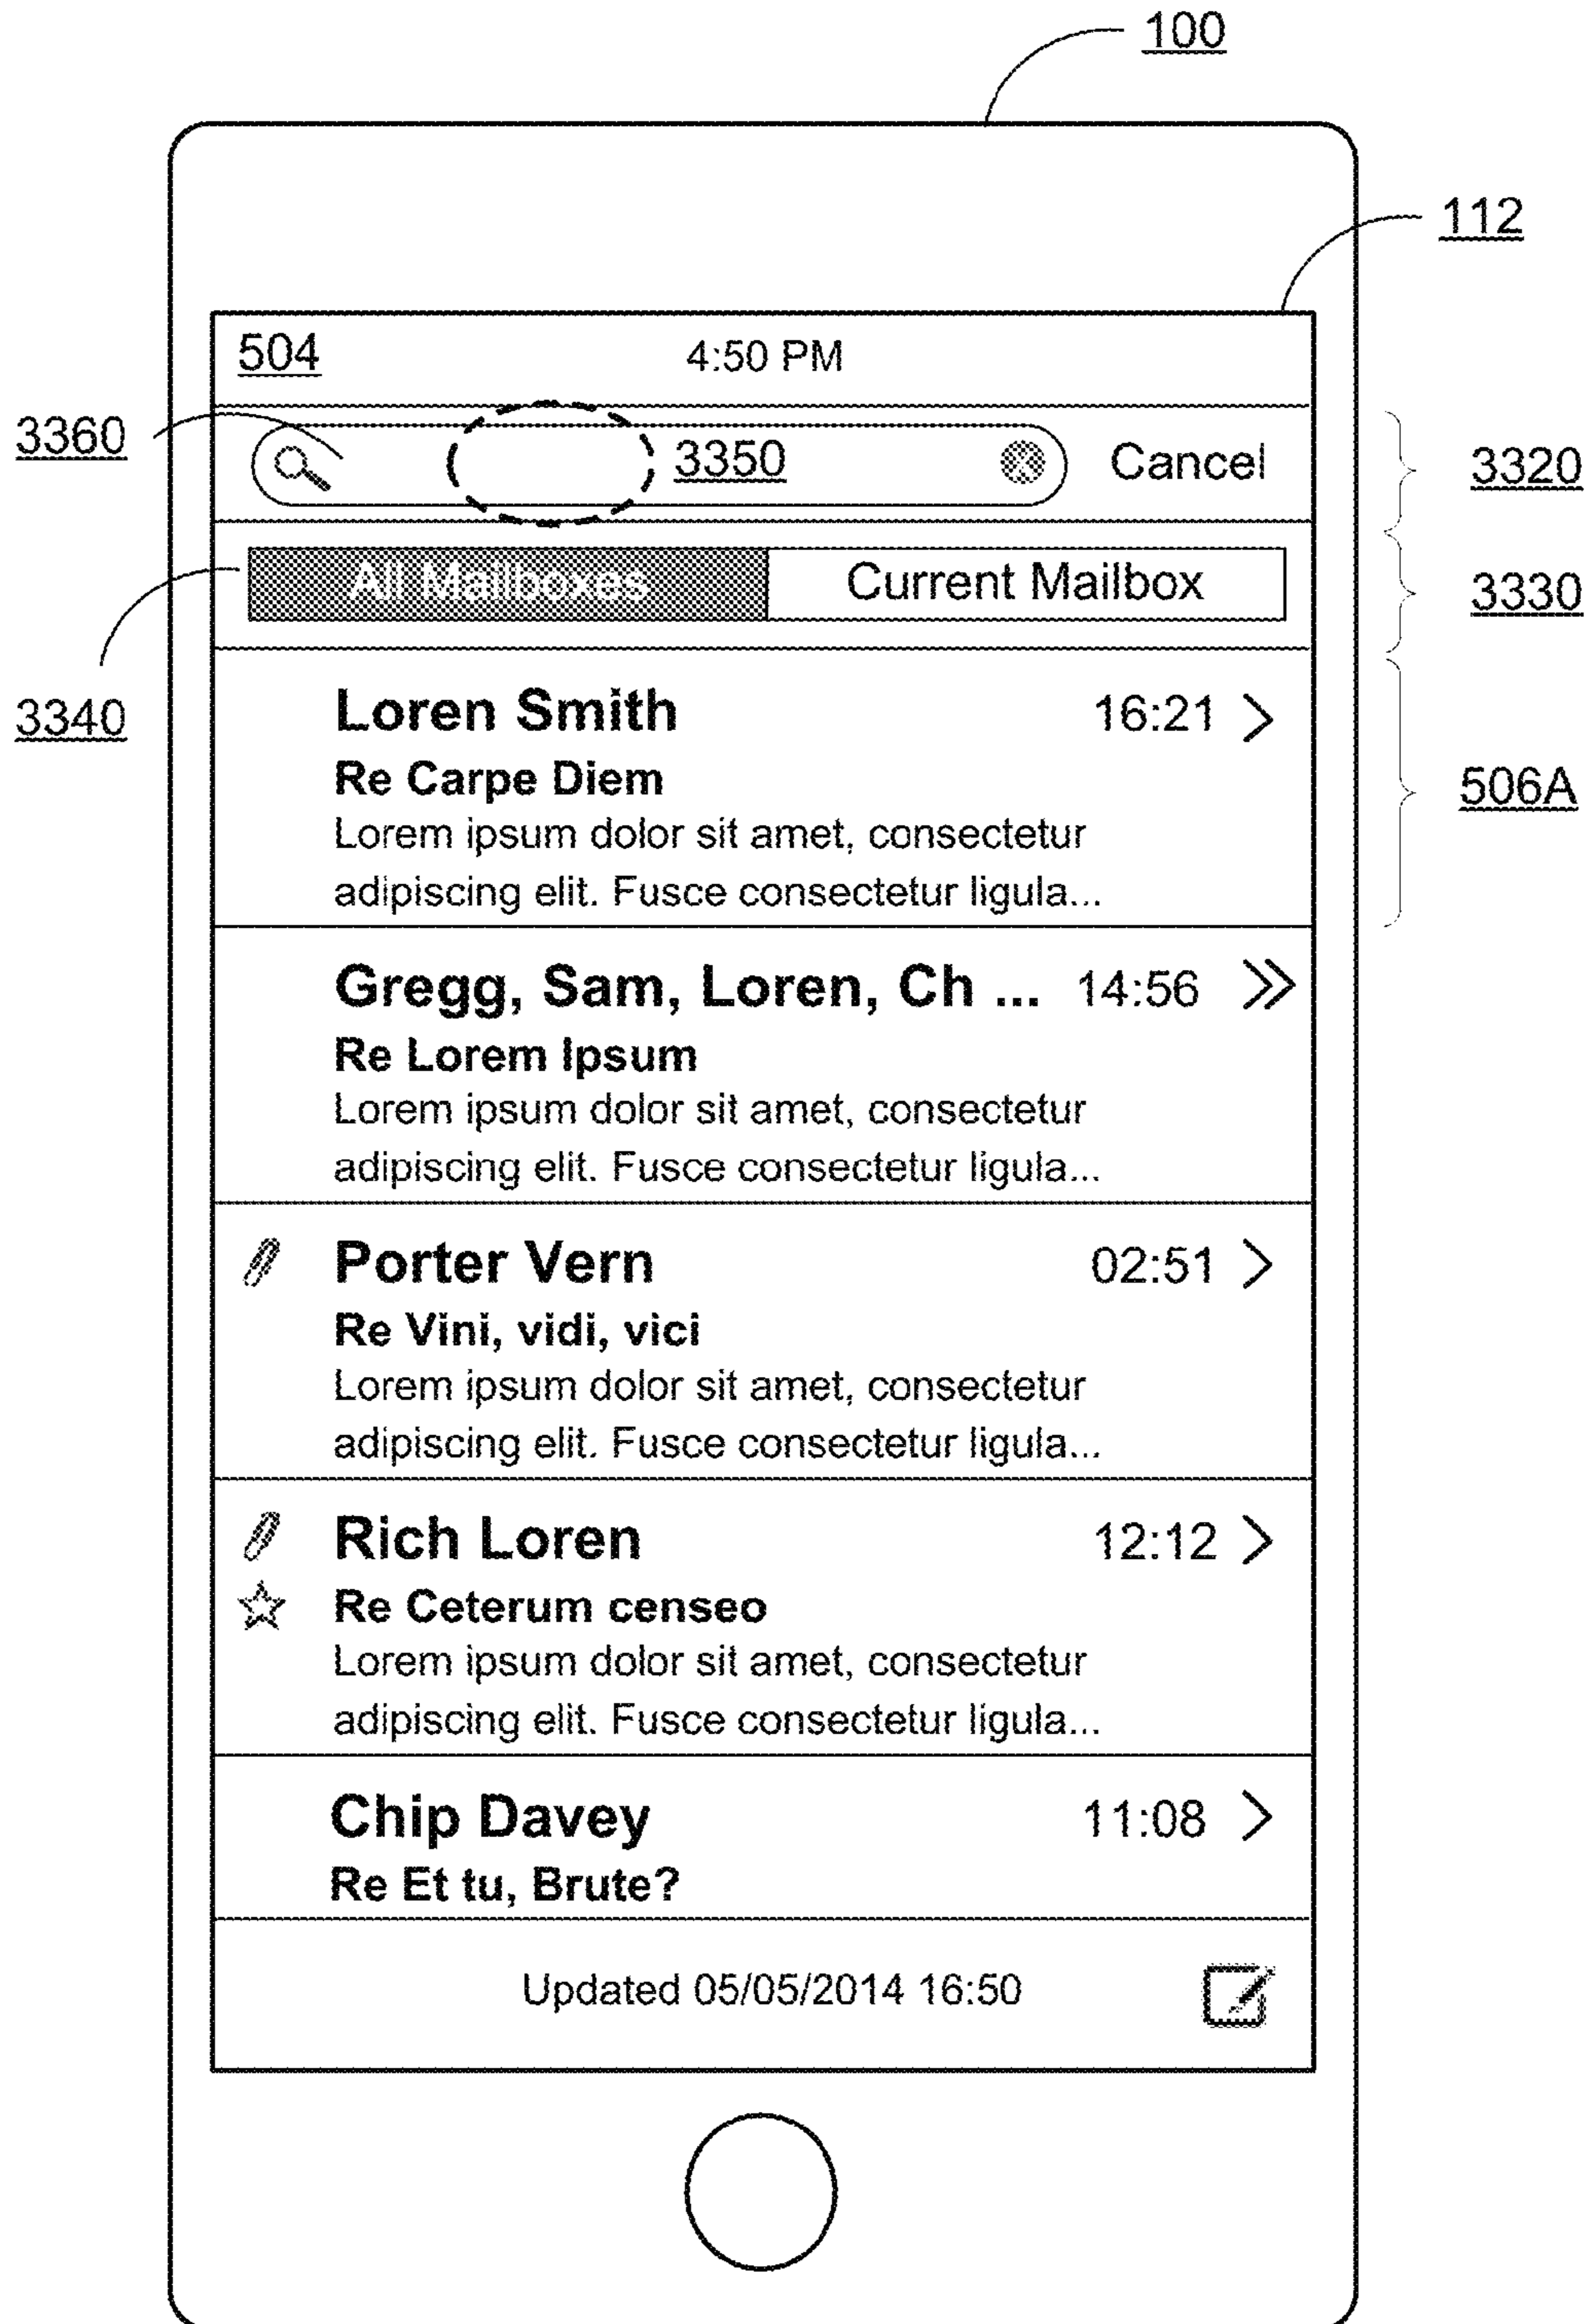 100
112
504 4:50 PM
3360 3350 Cancel 3320
All Mailboxes Current Mailbox 3330
3340
Loren Smith 16:21
Re Carpe Diem
506A
Lorem ipsum dolor sit amet, consectetur
adipiscing elit. Fusce consectetur ligula...
Gregg, Sam, Loren, Ch ... 14:56
Re Lorem Ipsum
Lorem ipsum dolor sit amet, consectetur
adipiscing elit. Fusce consectetur ligula...
Porter Vern 02:51
Re Vini, vidi, vici
Lorem ipsum dolor sit amet, consectetur
adipiscing elit. Fusce consectetur ligula...
Rich Loren 12:12
Re Ceterum censeo
Lorem ipsum dolor sit amet, consectetur
adipiscing elit. Fusce consectetur ligula...
Chip Davey 11:08
Re Et tu, Brute?
Updated 05/05/2014 16:50